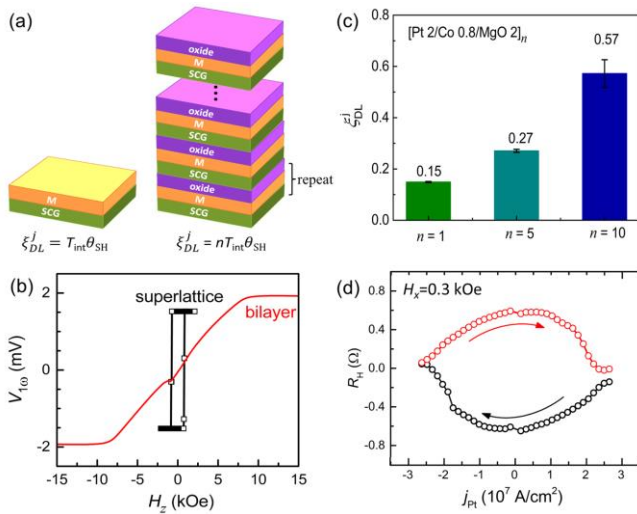 (a)
oxide
M
SCG
oxide
M
SCG
oxide
M
SCG
oxide
M
SCG
repeat
M
SCG
ξ^j_DL = T_int θ_SH
ξ^j_DL = nT_int θ_SH
(b)
superlattice
bilayer
V_1ω (mV)
2
0
-2
-15 -10 -5 0 5 10 15
H_z (kOe)
(c)
[Pt 2/Co 0.8/MgO 2]_n
ξ^j_DL
0.8
0.6
0.4
0.2
0.0
0.15
0.27
0.57
n = 1 n = 5 n = 10
(d)
H_x=0.3 kOe
R_H (Ω)
0.8
0.4
0.0
-0.4
-0.8
-3 -2 -1 0 1 2 3
j_Pt (10^7 A/cm^2)